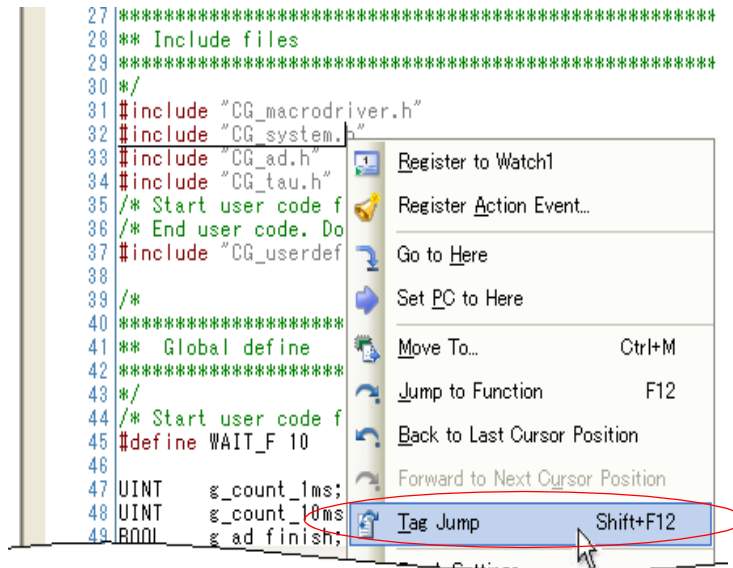 27 ************************************************************
28 ** Include files
29 ************************************************************
30 */
31 #include "CG_macrodriver.h"
32 #include "CG_system.h"
33 #include "CG_ad.h"
34 #include "CG_tau.h"
35 /* Start user code f
36 /* End user code. Do
37 #include "CG_userdef
38
39 /*
40 **********************
41 ** Global define
42 **********************
43 */
44 /* Start user code f
45 #define WAIT_F 10
46
47 UINT g_count_1ms;
48 UINT g_count_10ms
49 BOOL g_ad_finish;
Register to Watch1
Register Action Event...
Go to Here
Set PC to Here
Move To... Ctrl+M
Jump to Function F12
Back to Last Cursor Position
Forward to Next Cursor Position
Tag Jump Shift+F12